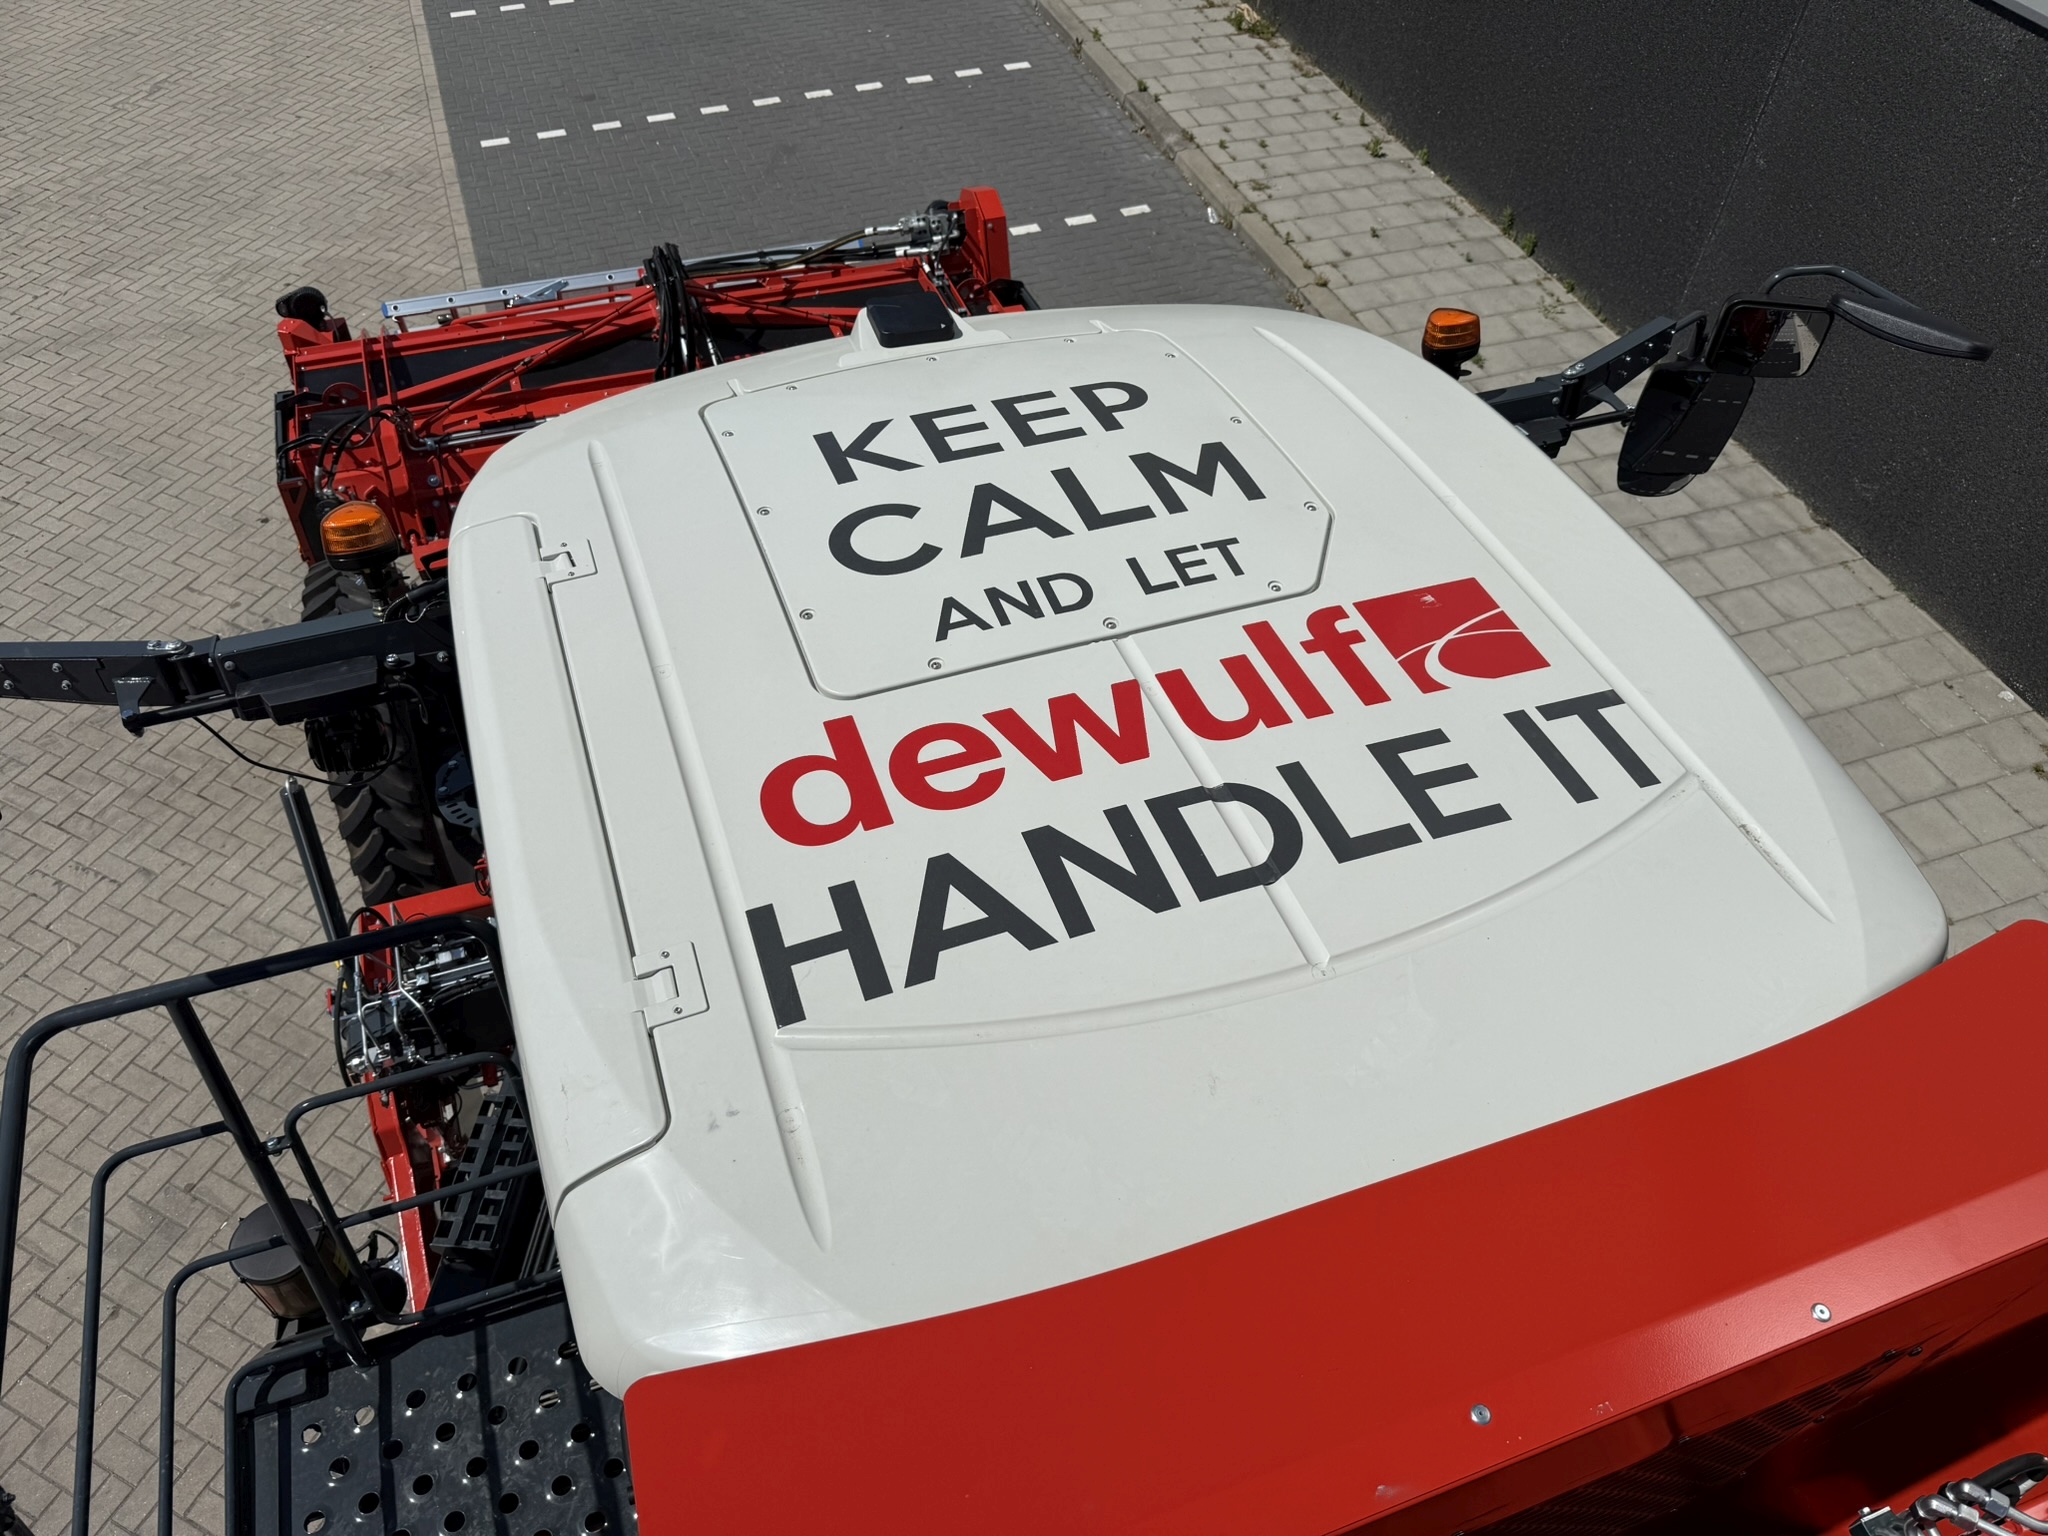 KEEP
CALM
AND LET
dewulf
HANDLE IT